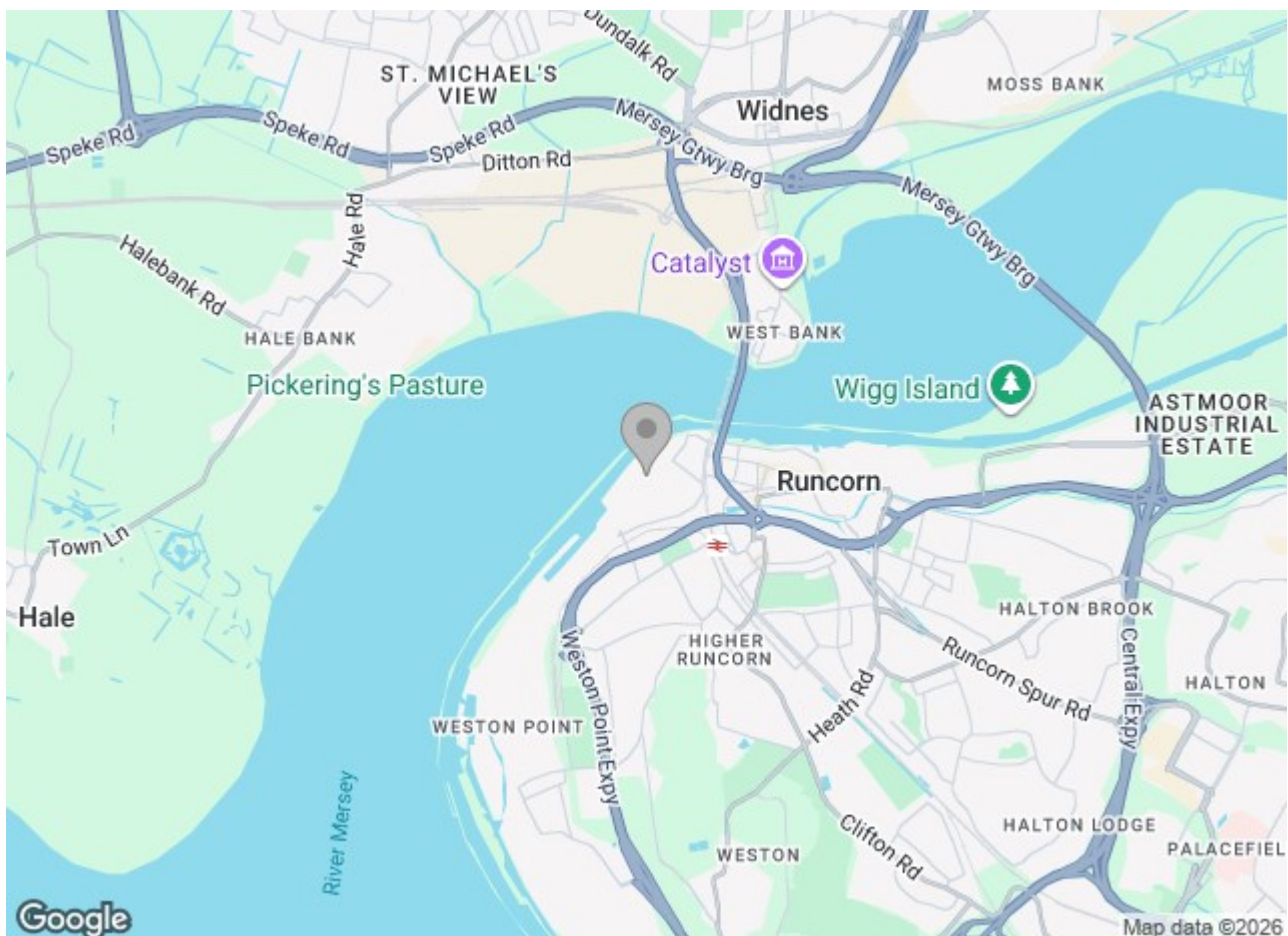 Dundalk Rd
ST. MICHAEL'S
VIEW
Widnes
MOSS BANK
Speke Rd
Speke Rd
Speke Rd
Mersey Gtwy Brg
Ditton Rd
Mersey Gtwy Brg
Hale Rd
Halebank Rd
Catalyst
HALE BANK
WEST BANK
Pickering's Pasture
Wigg Island
ASTMOOR
INDUSTRIAL
ESTATE
Runcorn
Town Ln
Hale
HALTON BROOK
HIGHER
RUNCORN
Weston Point Expy
Runcorn Spur Rd
Central Expy
HALTON
Heath Rd
WESTON POINT
River Mersey
Clifton Rd
HALTON LODGE
WESTON
PALACEFIEL
Google
Map data ©2026